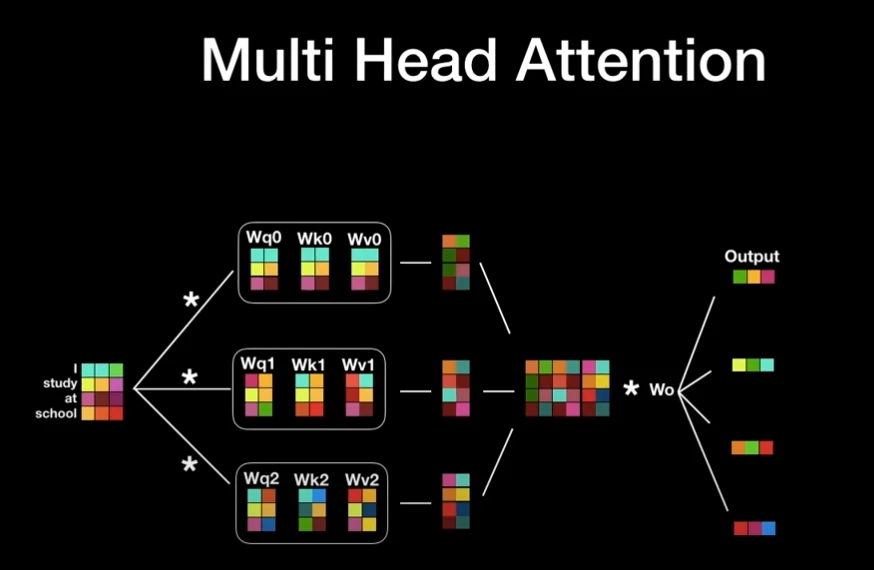 Multi Head Attention
Wq0 Wk0 Wv0
*
I
study
at
school
*
Wq1 Wk1 Wv1
*
Wq2 Wk2 Wv2
* Wo
Output